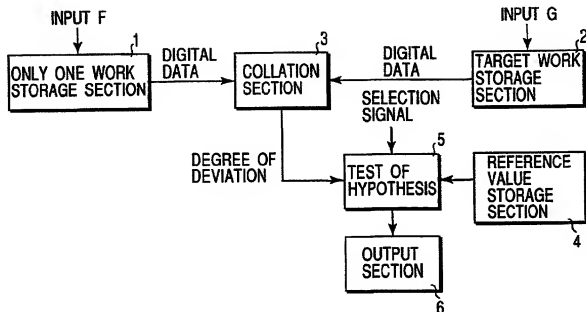 INPUT F
INPUT G
1
3
2
ONLY ONE WORK
STORAGE SECTION
DIGITAL
DATA
COLLATION
SECTION
DIGITAL
DATA
TARGET WORK
STORAGE
SECTION
SELECTION
SIGNAL
5
DEGREE OF
DEVIATION
TEST OF
HYPOTHESIS
REFERENCE
VALUE
STORAGE
SECTION
4
OUTPUT
SECTION
6